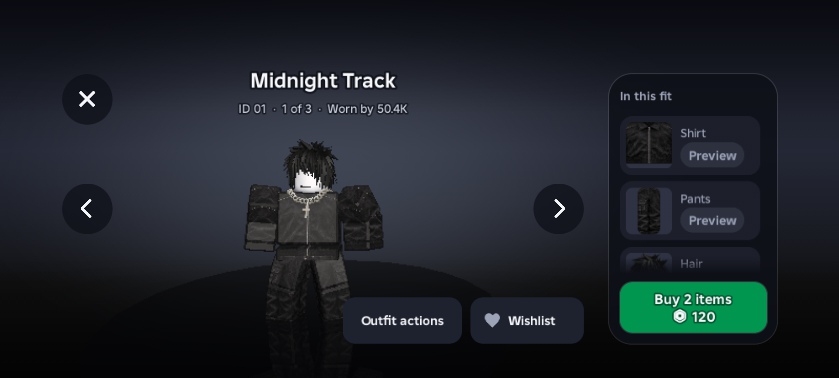 Midnight Track
ID 01 · 1 of 3 · Worn by 50.4K
Outfit actions
Wishlist
In this fit
Shirt
Preview
Pants
Preview
Hair
Buy 2 items
120